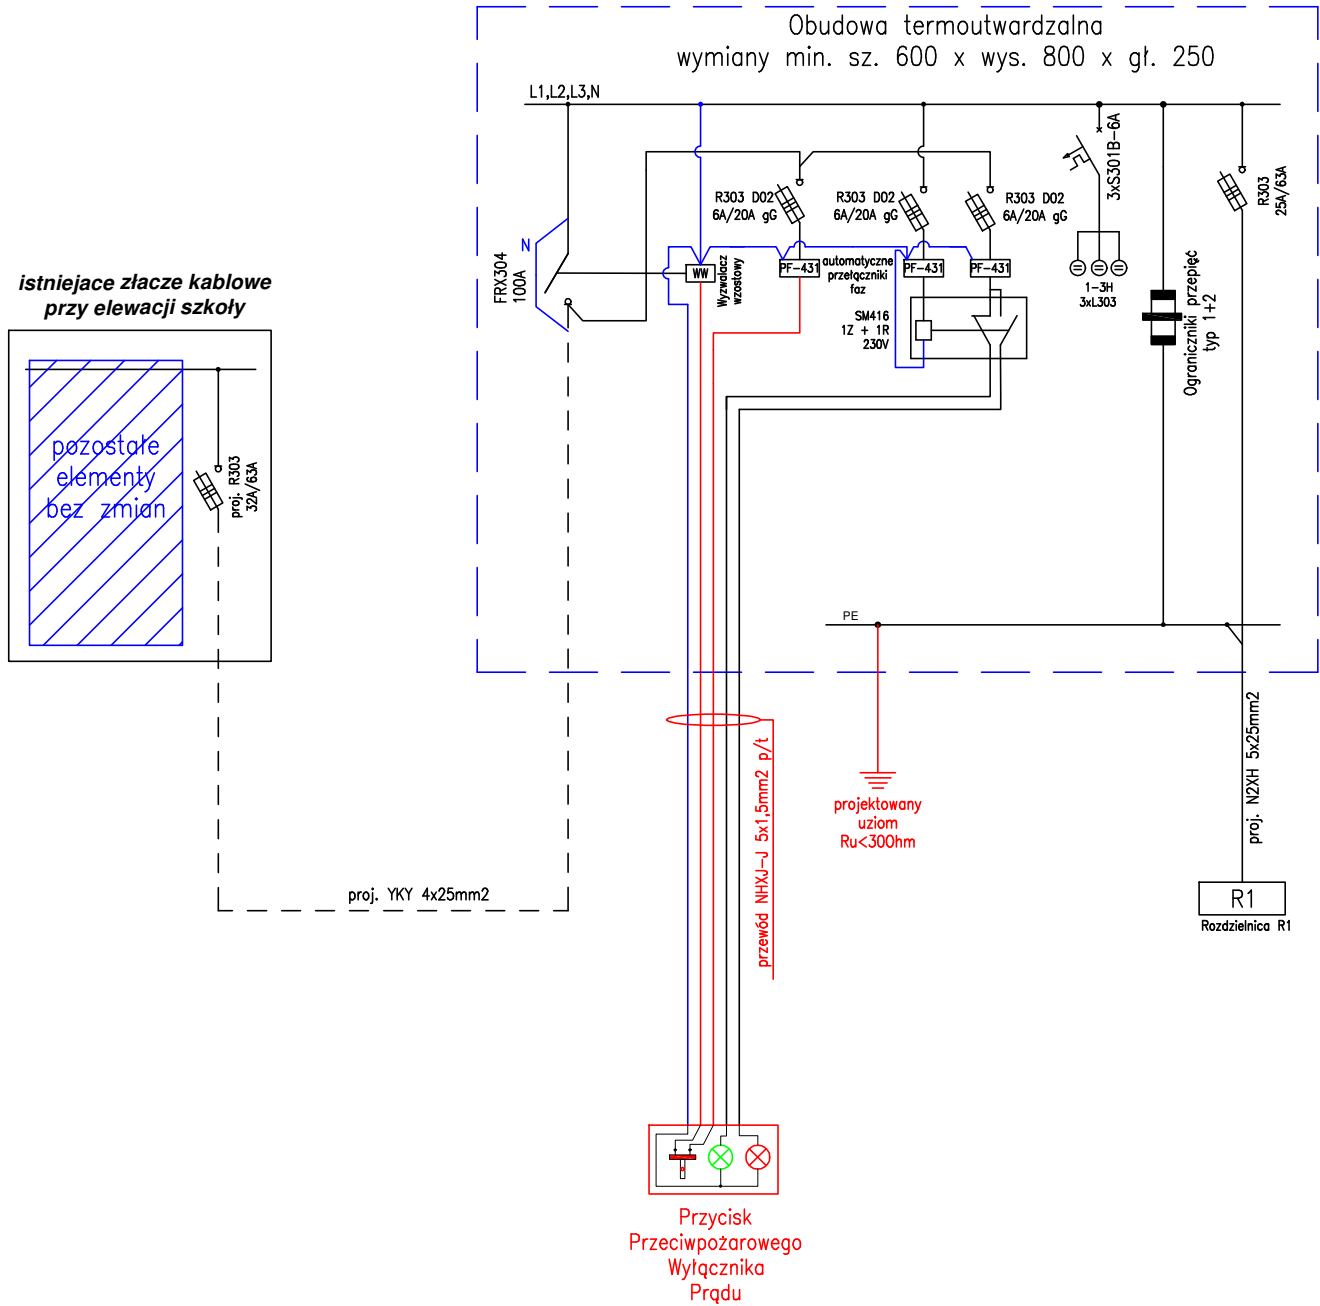 Obudowa termoutwardzalna
wymiany min. sz. 600 x wys. 800 x gł. 250
L1,L2,L3,N
N
FRX304
100A
WW
Wyzwalacz
wzostowy
R303 D02
6A/20A gG
PF-431
automatyczne
przełączniki
faz
R303 D02
6A/20A gG
PF-431
R303 D02
6A/20A gG
PF-431
SM416
1Z + 1R
230V
3xS301B-6A
1-3H
3xL303
Ograniczniki przepięć
typ 1+2
R303
25A/63A
istniejace złacze kablowe
przy elewacji szkoły
pozostałe
elementy
bez zmian
proj. R303
32A/63A
PE
proj. YKY 4x25mm2
przewód NHXJ-J 5x1,5mm2 p/t
projektowany
uziom
Ru<300hm
proj. N2XH 5x25mm2
R1
Rozdzielnica R1
Przycisk
Przeciwpożarowego
Wyłącznika
Prądu